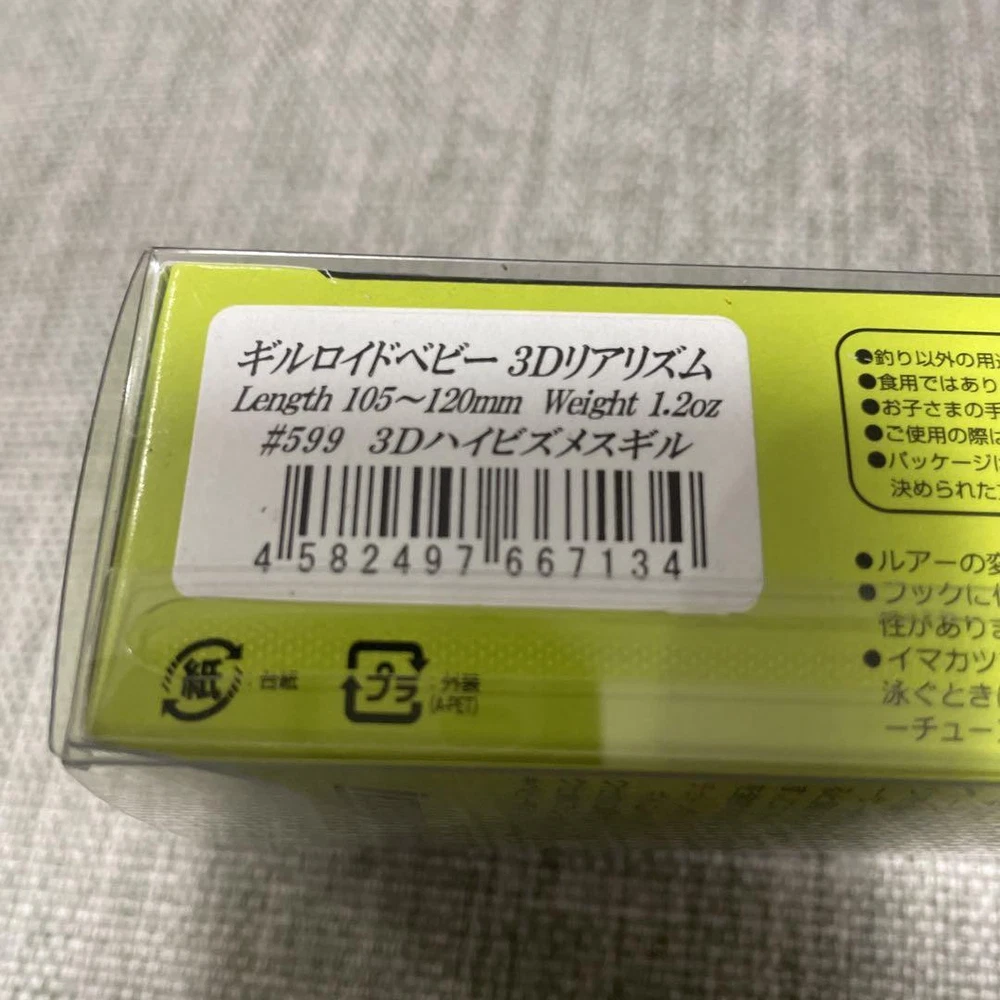 ギルロイドベビー 3Dリアリズム
Length 105～120mm Weight 1.2oz
#599 3Dハイビズメスギル
4 582497 667134
紙 : 台紙
プラ : 外装
(A-PET)
●釣り以外の用
●食用ではあり
●お子さまの手
●ご使用の際は
●パッケージに
決められた
●ルアーの変
●フックに
性があります
●イマカツ
泳ぐとき
ーチュー